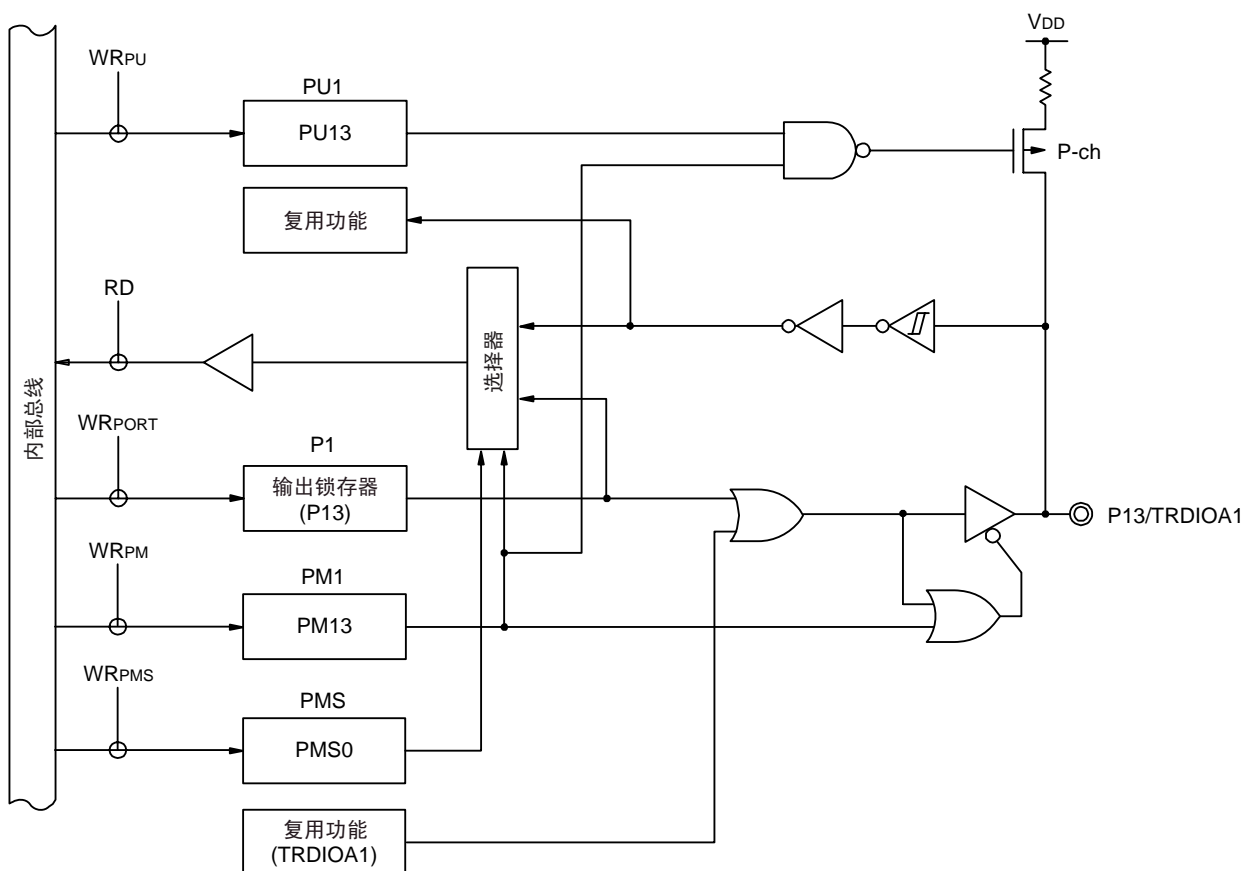 VDD
WRPU
PU1
PU13
P-ch
复用功能
RD
选择器
内部总线
WRPORT
P1
输出锁存器
(P13)
P13/TRDIOA1
WRPM
PM1
PM13
WRPMS
PMS
PMS0
复用功能
(TRDIOA1)